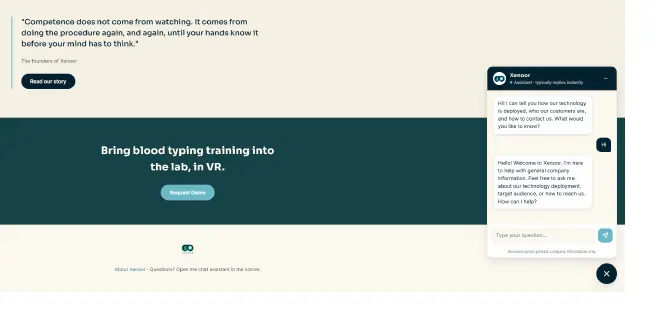 "Competence does not come from watching. It comes from
doing the procedure again, and again, until your hands know it
before your mind has to think."
The founders of Xenoor
Read our story
Bring blood typing training into
the lab, in VR.
Request Demo
About Xenoor · Questions? Open the chat assistant in the corner.
Xenoor
Assistant · typically replies instantly
Hi! I can tell you how our technology
is deployed, who our customers are,
and how to contact us. What would
you like to know?
Hi
Hello! Welcome to Xenoor. I'm here
to help with general company
information. Feel free to ask me
about our technology deployment,
target audience, or how to reach us.
How can I help?
Type your question...
general company information only.